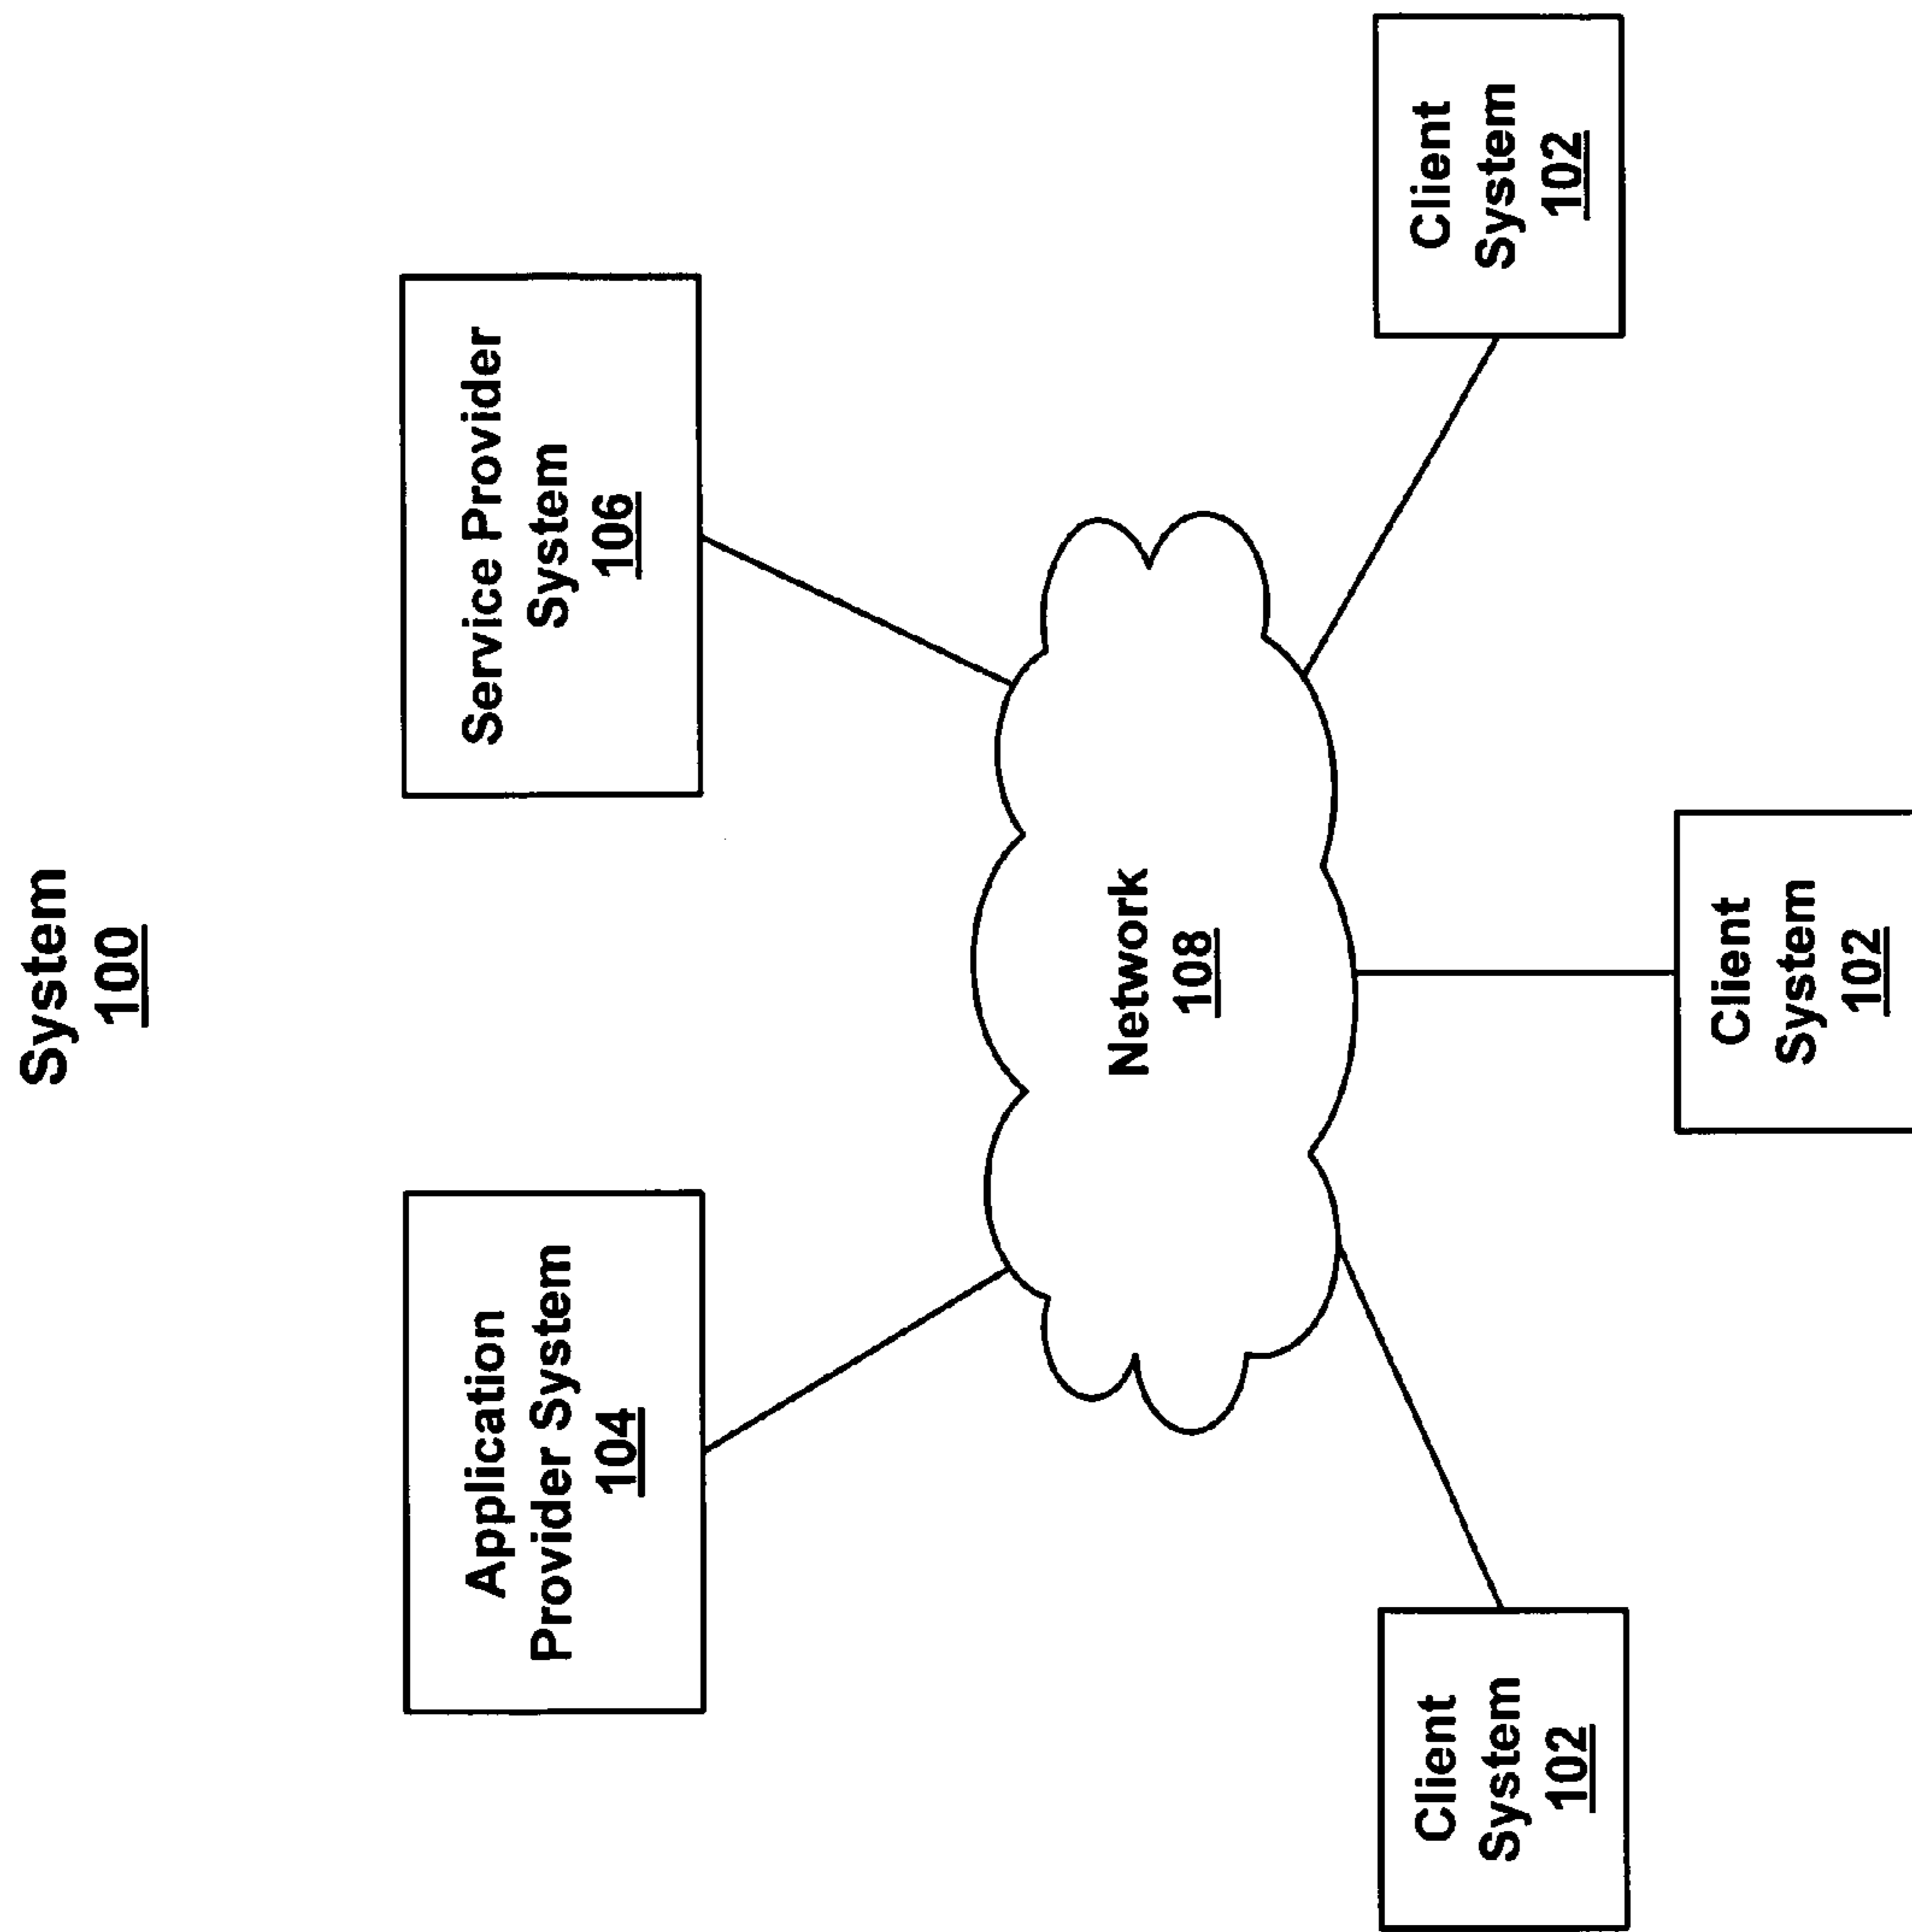 System
100
Application
Provider System
104
Service Provider
System
106
Network
108
Client
System
102
Client
System
102
Client
System
102